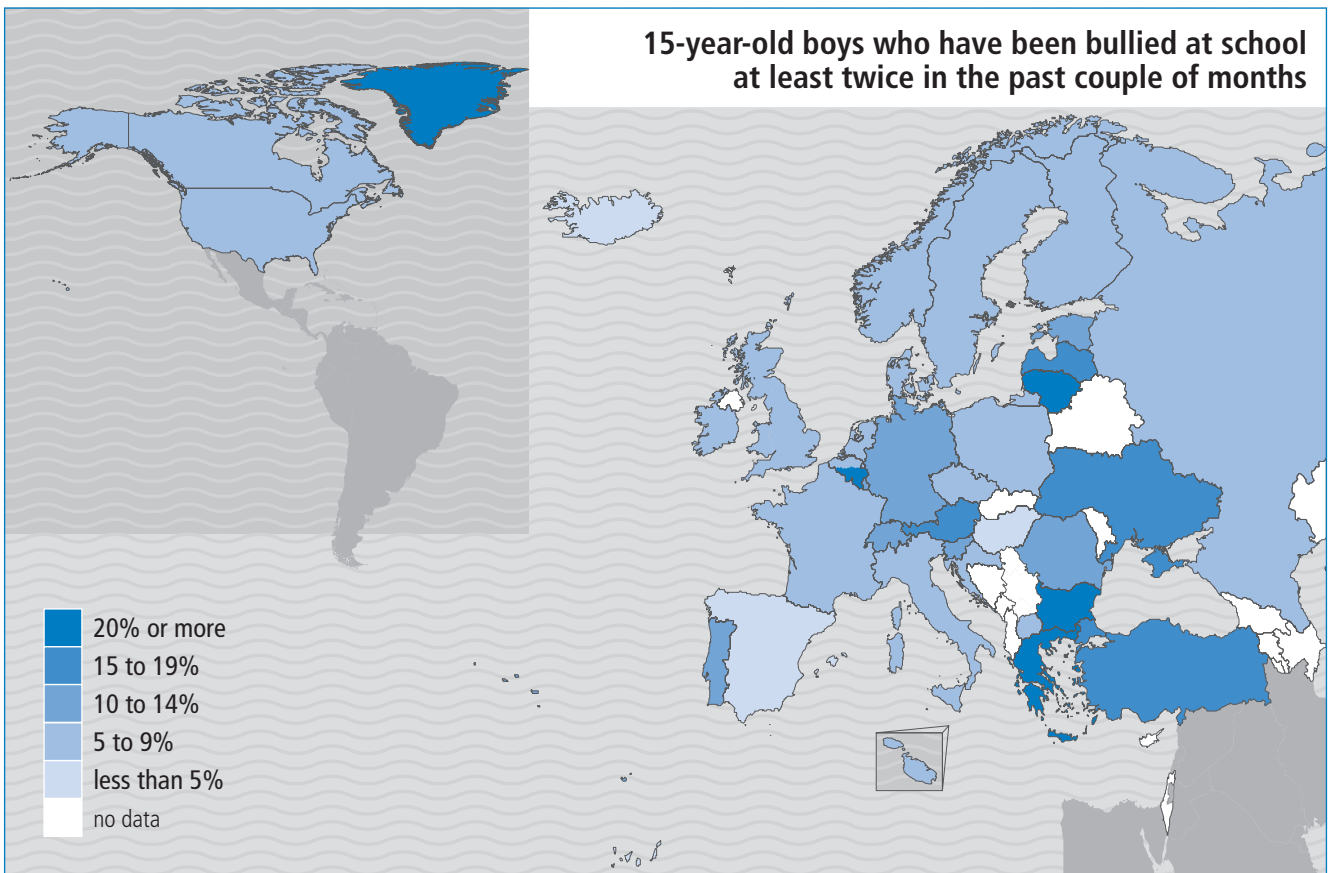 15-year-old boys who have been bullied at school
at least twice in the past couple of months
20% or more
15 to 19%
10 to 14%
5 to 9%
less than 5%
no data